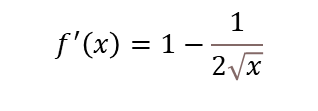 f′(x) = 1 − 1/(2√x)